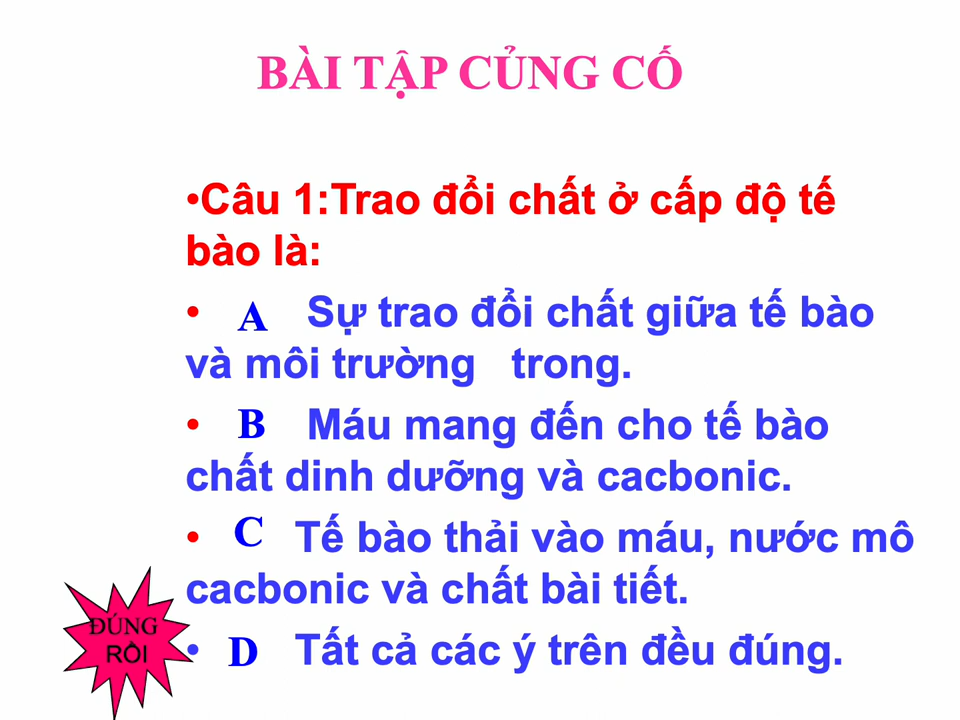 BÀI TẬP CỦNG CỐ
•Câu 1:Trao đổi chất ở cấp độ tế
bào là:
• A Sự trao đổi chất giữa tế bào
và môi trường trong.
• B Máu mang đến cho tế bào
chất dinh dưỡng và cacbonic.
• C Tế bào thải vào máu, nước mô
cacbonic và chất bài tiết.
• D Tất cả các ý trên đều đúng.
ĐÚNG
RỒI